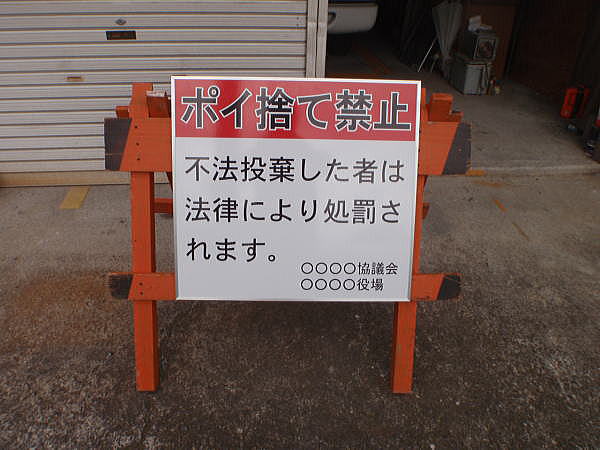 ポイ捨て禁止
不法投棄した者は
法律により処罰さ
れます。
○○○○協議会
○○○○役場